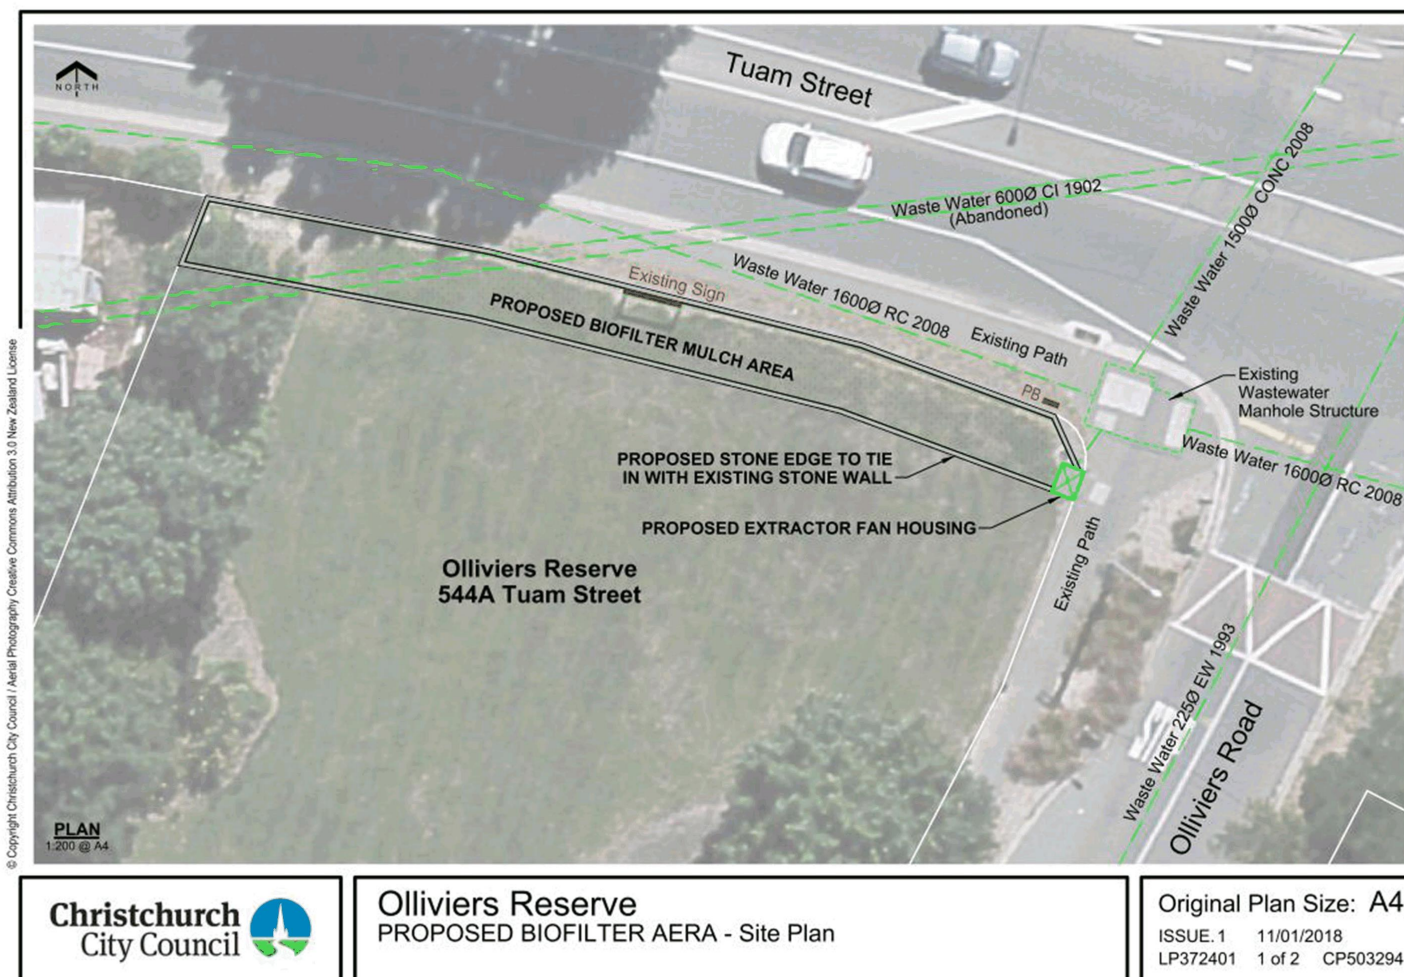 NORTH
Tuam Street
Waste Water 600Ø CI 1902
(Abandoned)
Waste Water 1500Ø CONC 2008
Existing Sign
Waste Water 1600Ø RC 2008
PROPOSED BIOFILTER MULCH AREA
Existing Path
PB
Existing
Wastewater
Manhole Structure
Waste Water 1600Ø RC 2008
PROPOSED STONE EDGE TO TIE
IN WITH EXISTING STONE WALL
PROPOSED EXTRACTOR FAN HOUSING
Existing Path
Olliviers Reserve
544A Tuam Street
Waste Water 225Ø EW 1993
Olliviers Road
PLAN
1:200 @ A4
© Copyright Christchurch City Council / Aerial Photography Creative Commons Attribution 3.0 New Zealand License
Christchurch
City Council
Olliviers Reserve
PROPOSED BIOFILTER AERA - Site Plan
Original Plan Size: A4
ISSUE.1 11/01/2018
LP372401 1 of 2 CP503294